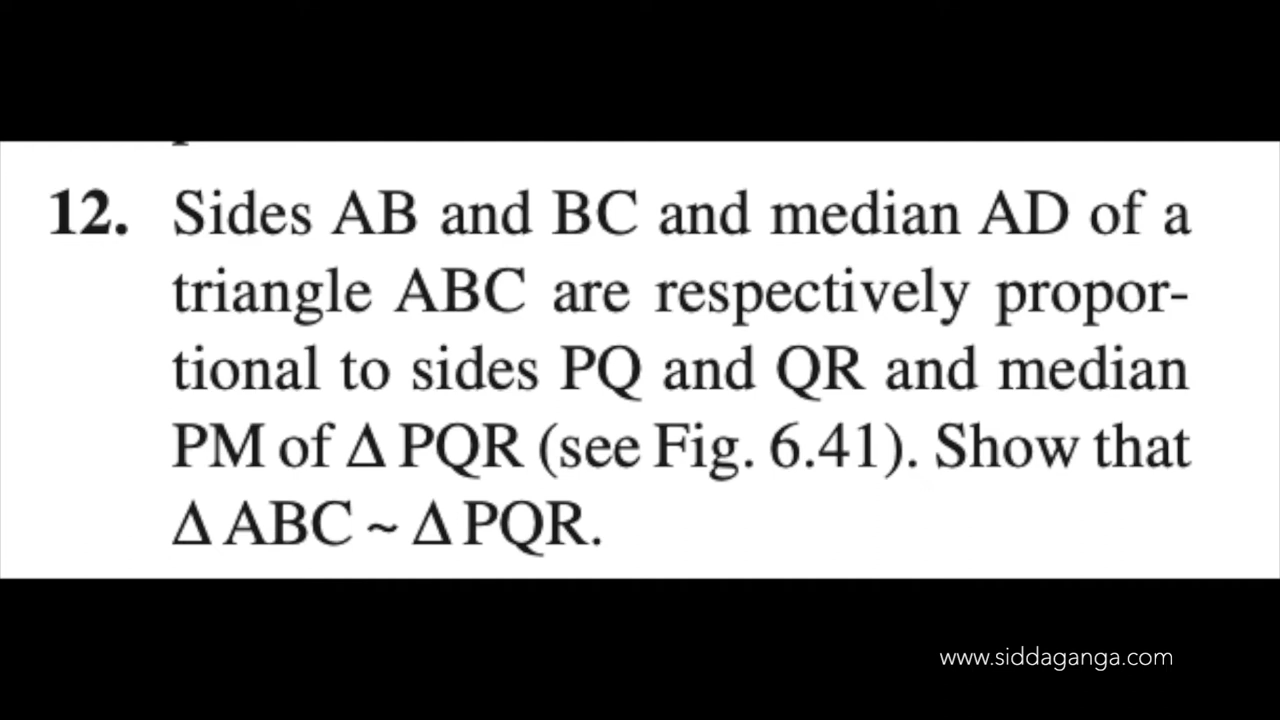 12. Sides AB and BC and median AD of a
triangle ABC are respectively propor-
tional to sides PQ and QR and median
PM of Δ PQR (see Fig. 6.41). Show that
Δ ABC ~ Δ PQR.
www.siddaganga.com